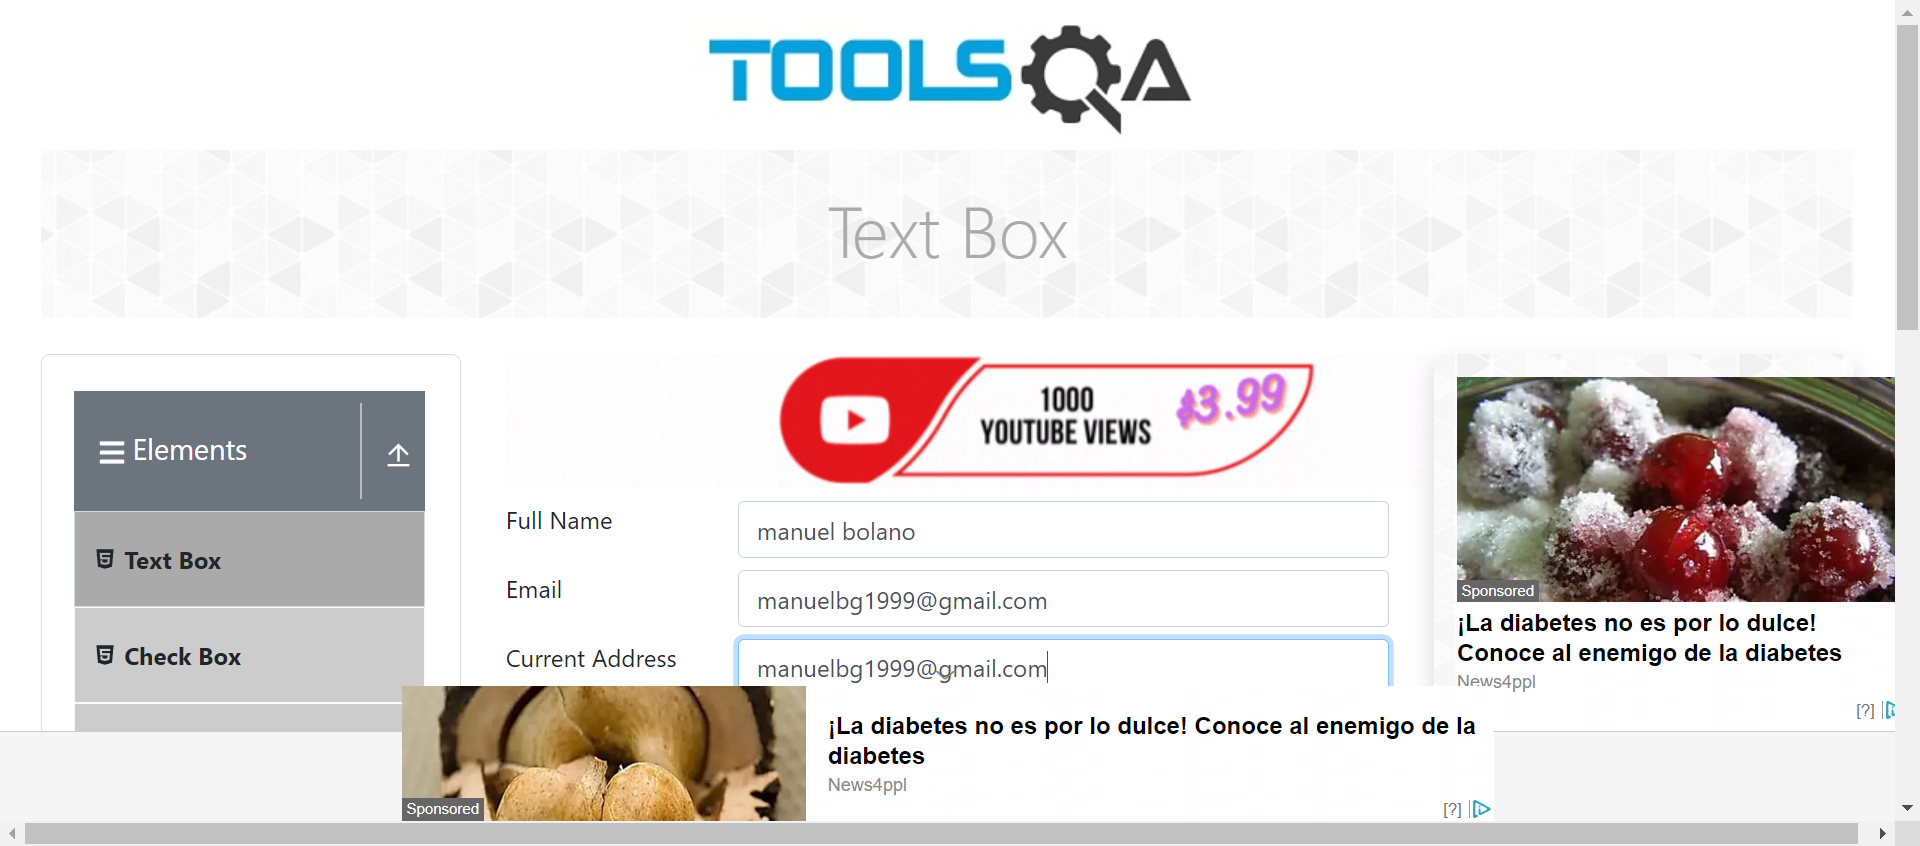 TOOLSQA
Text Box
Elements
Text Box
Check Box
1000
YOUTUBE VIEWS
$3.99
Full Name
manuel bolano
Email
manuelbg1999@gmail.com
Current Address
manuelbg1999@gmail.com
Sponsored
¡La diabetes no es por lo dulce!
Conoce al enemigo de la diabetes
News4ppl
[?]
Sponsored
¡La diabetes no es por lo dulce! Conoce al enemigo de la
diabetes
News4ppl
[?]